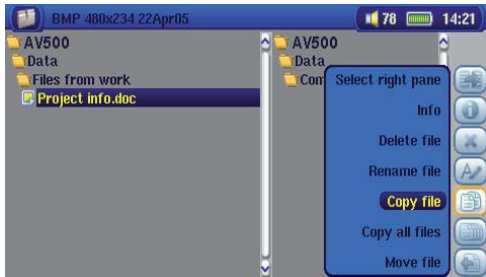 BMP 480x234 22Apr05 78 14:21
AV500
Data
Files from work
Project info.doc
AV500
Data
Com
Select right pane
Info
Delete file
Rename file
Copy file
Copy all files
Move file